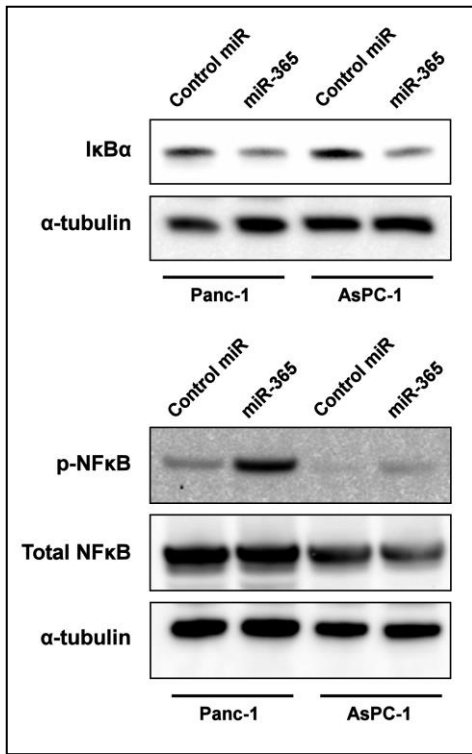 Control miR miR-365 Control miR miR-365
IκBα
α-tubulin
Panc-1 AsPC-1
Control miR miR-365 Control miR miR-365
p-NFκB
Total NFκB
α-tubulin
Panc-1 AsPC-1